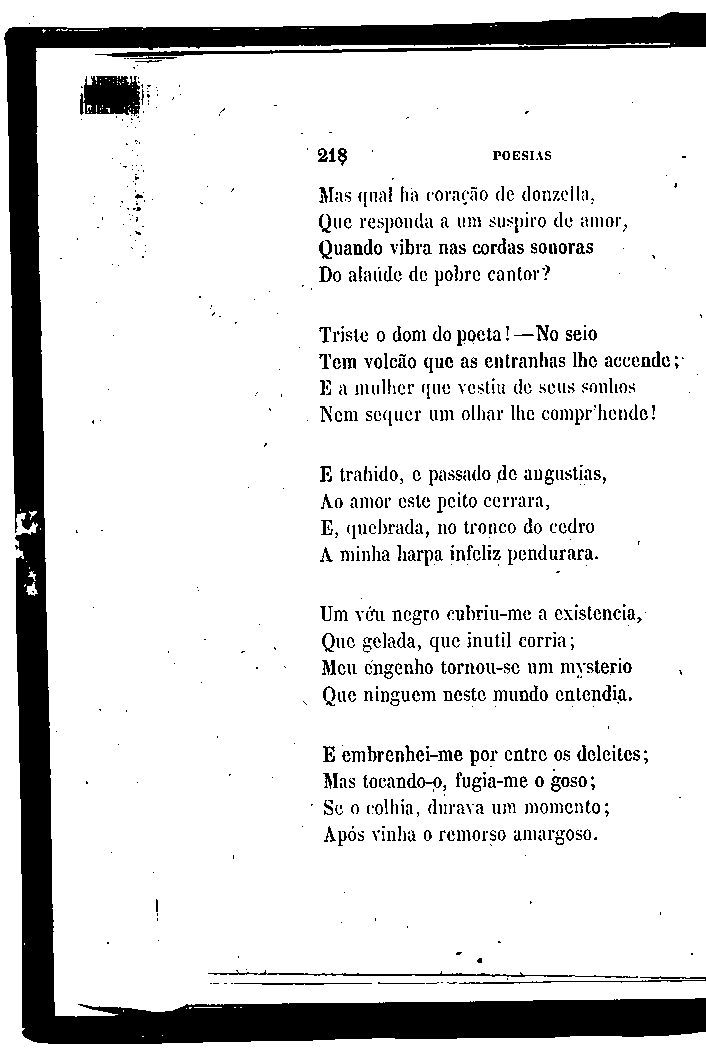 218 POESIAS
Mas qual ha coração de donzella,
Que responda a um suspiro de amor,
Quando vibra nas cordas sonoras
Do alaúde de pobre cantor?
Triste o dom do poeta!—No seio
Tem volcão que as entranhas lhe accende;
E a mulher que vestiu de seus sonhos
Nem sequer um olhar lhe compr'hende!
E trahido, e passado de angustias,
Ao amor este peito cerrara,
E, quebrada, no tronco do cedro
A minha harpa infeliz pendurara.
Um véu negro cubriu-me a existencia,
Que gelada, que inutil corria;
Meu engenho tornou-se um mysterio
Que ninguem neste mundo entendia.
E embrenhei-me por entre os deleites;
Mas tocando-o, fugia-me o goso;
Se o colhia, durava um momento;
Após vinha o remorso amargoso.